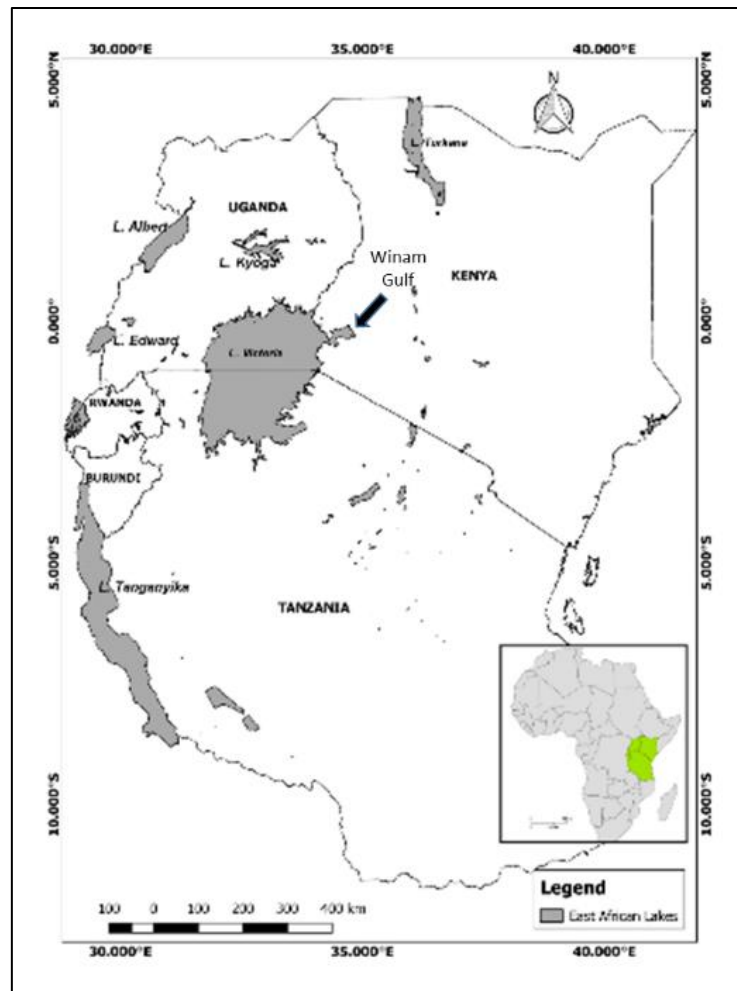 30.000°E 35.000°E 40.000°E
5.000°N 5.000°N
N
L. Turkana
UGANDA
L. Albert
L. Kyoga
Winam
Gulf
KENYA
0.000° 0.000°
L. Edward
L. Victoria
RWANDA
BURUNDI
5.000°S 5.000°S
L. Tanganyika
TANZANIA
10.000°S 10.000°S
Legend
East African Lakes
100 0 100 200 300 400 km
30.000°E 35.000°E 40.000°E